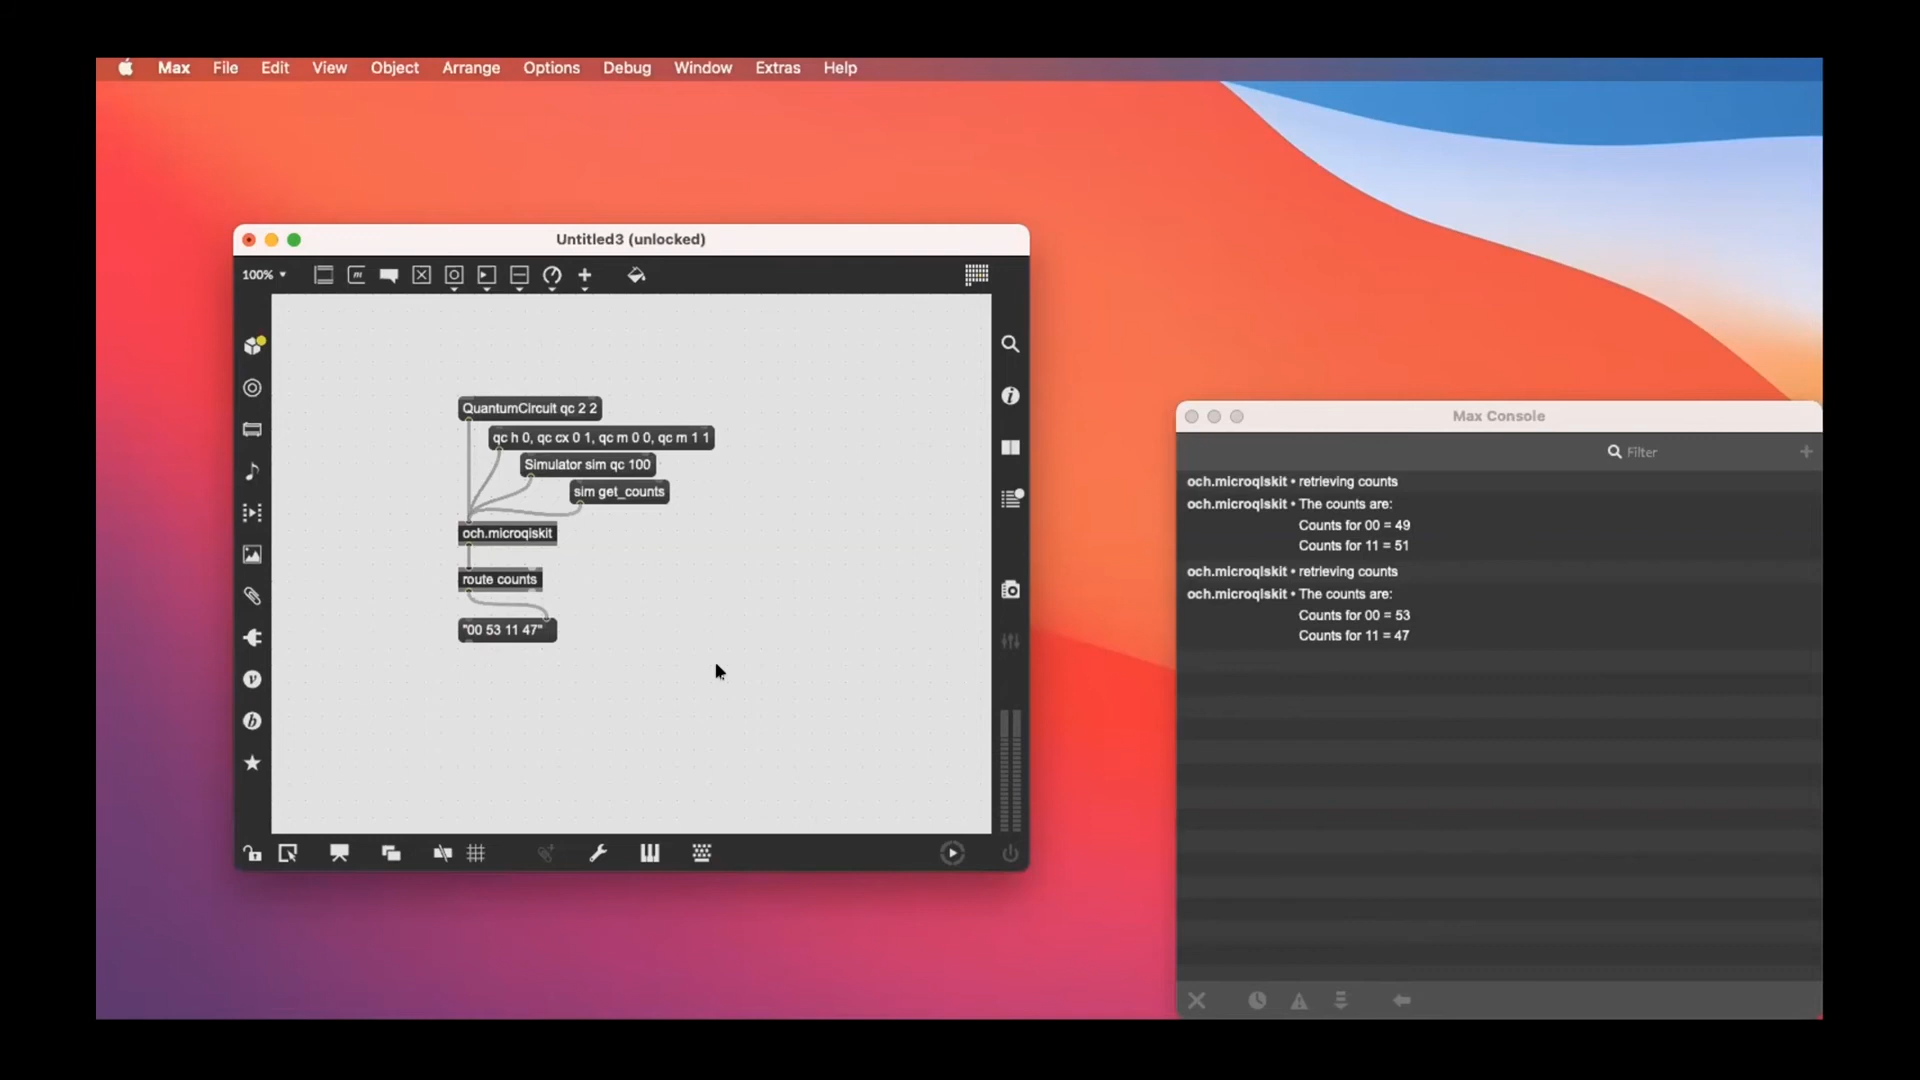 Max File Edit View Object Arrange Options Debug Window Extras Help
Untitled3 (unlocked)
100%
QuantumCircuit qc 2 2
qc h 0, qc cx 0 1, qc m 0 0, qc m 1 1
Simulator sim qc 100
sim get_counts
och.microqiskit
route counts
"00 53 11 47"
Max Console
Filter
och.microqiskit • retrieving counts
och.microqiskit • The counts are:
Counts for 00 = 49
Counts for 11 = 51
och.microqiskit • retrieving counts
och.microqiskit • The counts are:
Counts for 00 = 53
Counts for 11 = 47